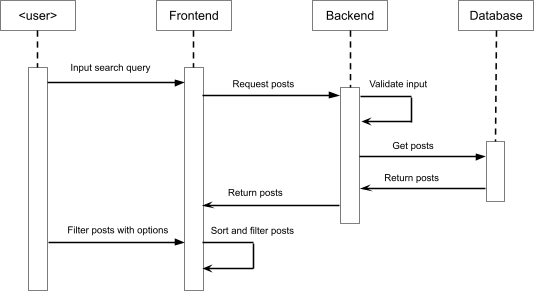 <user>
Frontend
Backend
Database
Input search query
Request posts
Validate input
Get posts
Return posts
Return posts
Filter posts with options
Sort and filter posts